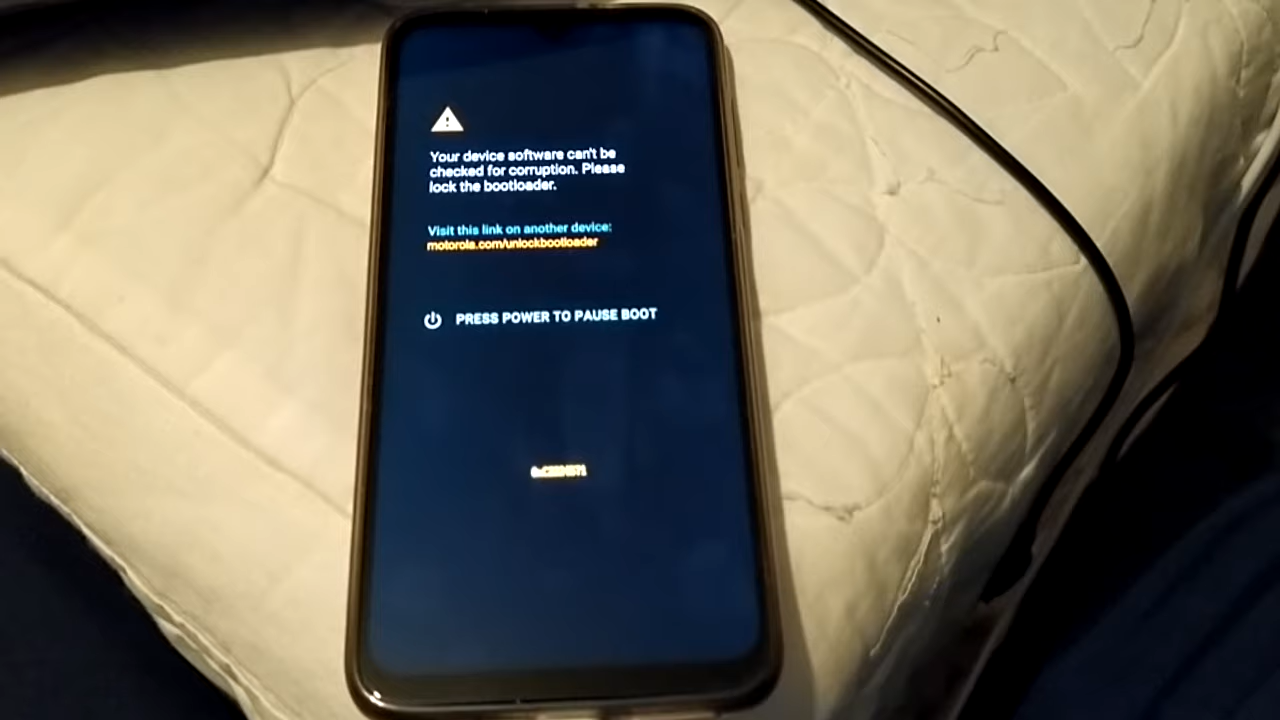 Your device software can't be
checked for corruption. Please
lock the bootloader.
Visit this link on another device:
motorola.com/unlockbootloader
PRESS POWER TO PAUSE BOOT